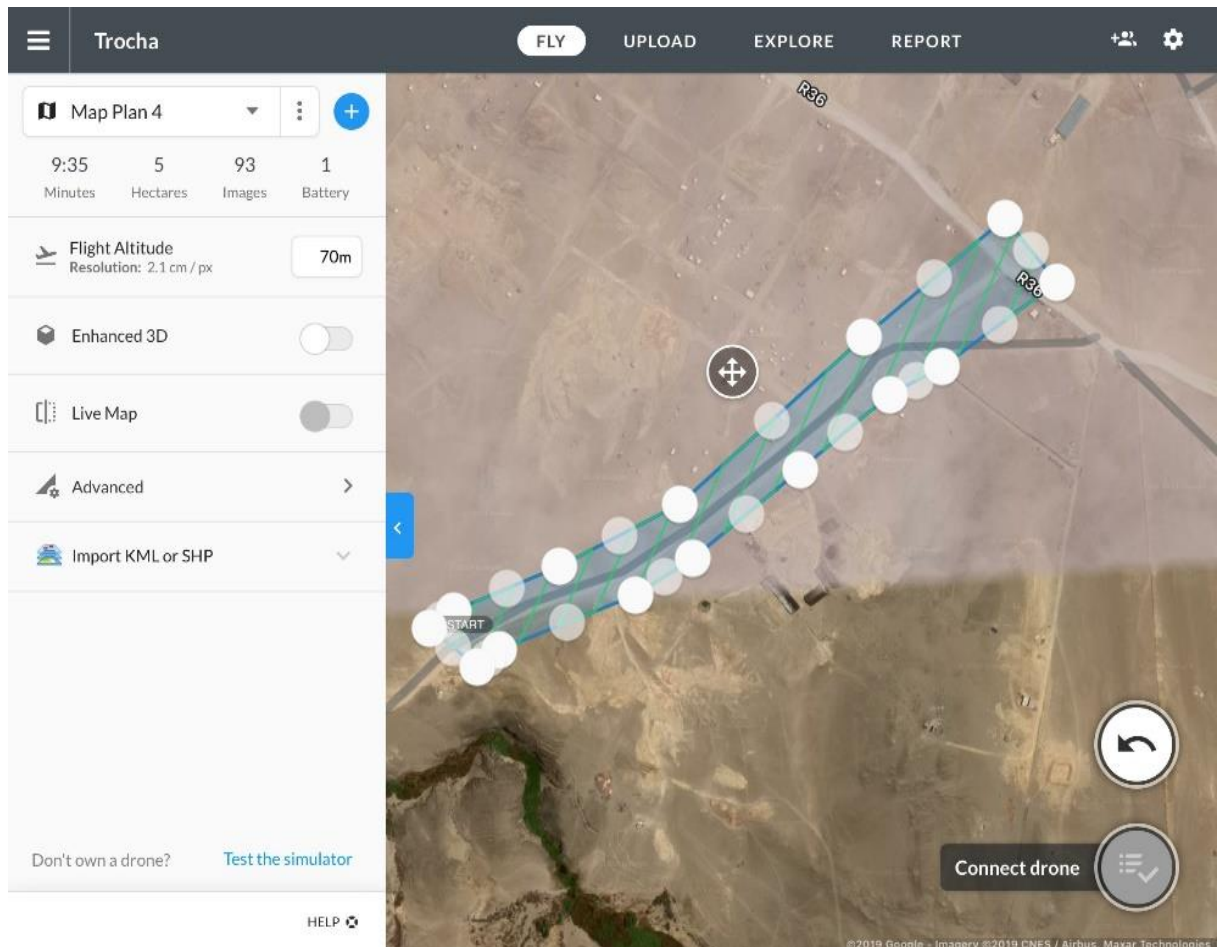 Trocha
FLY UPLOAD EXPLORE REPORT
Map Plan 4
9:35 5 93 1
Minutes Hectares Images Battery
Flight Altitude
Resolution: 2.1 cm / px
70m
Enhanced 3D
Live Map
Advanced
Import KML or SHP
Don't own a drone? Test the simulator
HELP
R36
R36
START
Connect drone
©2019 Google - Imagery ©2019 CNES / Airbus, Maxar Technologies